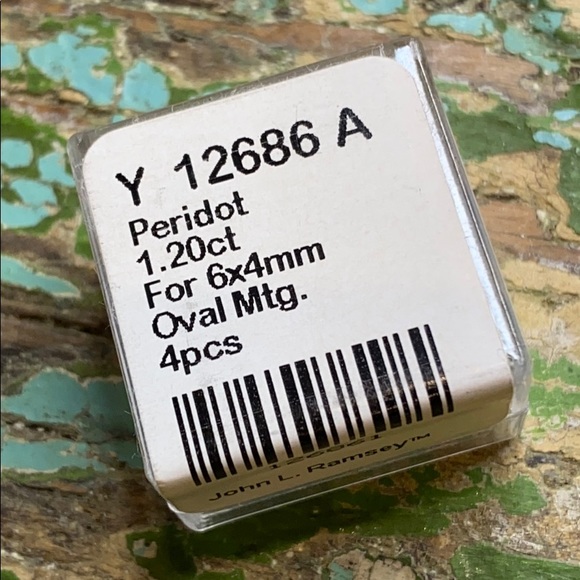 Y 12686 A
Peridot
1.20ct
For 6x4mm
Oval Mtg.
4pcs
John L. Ramsey™